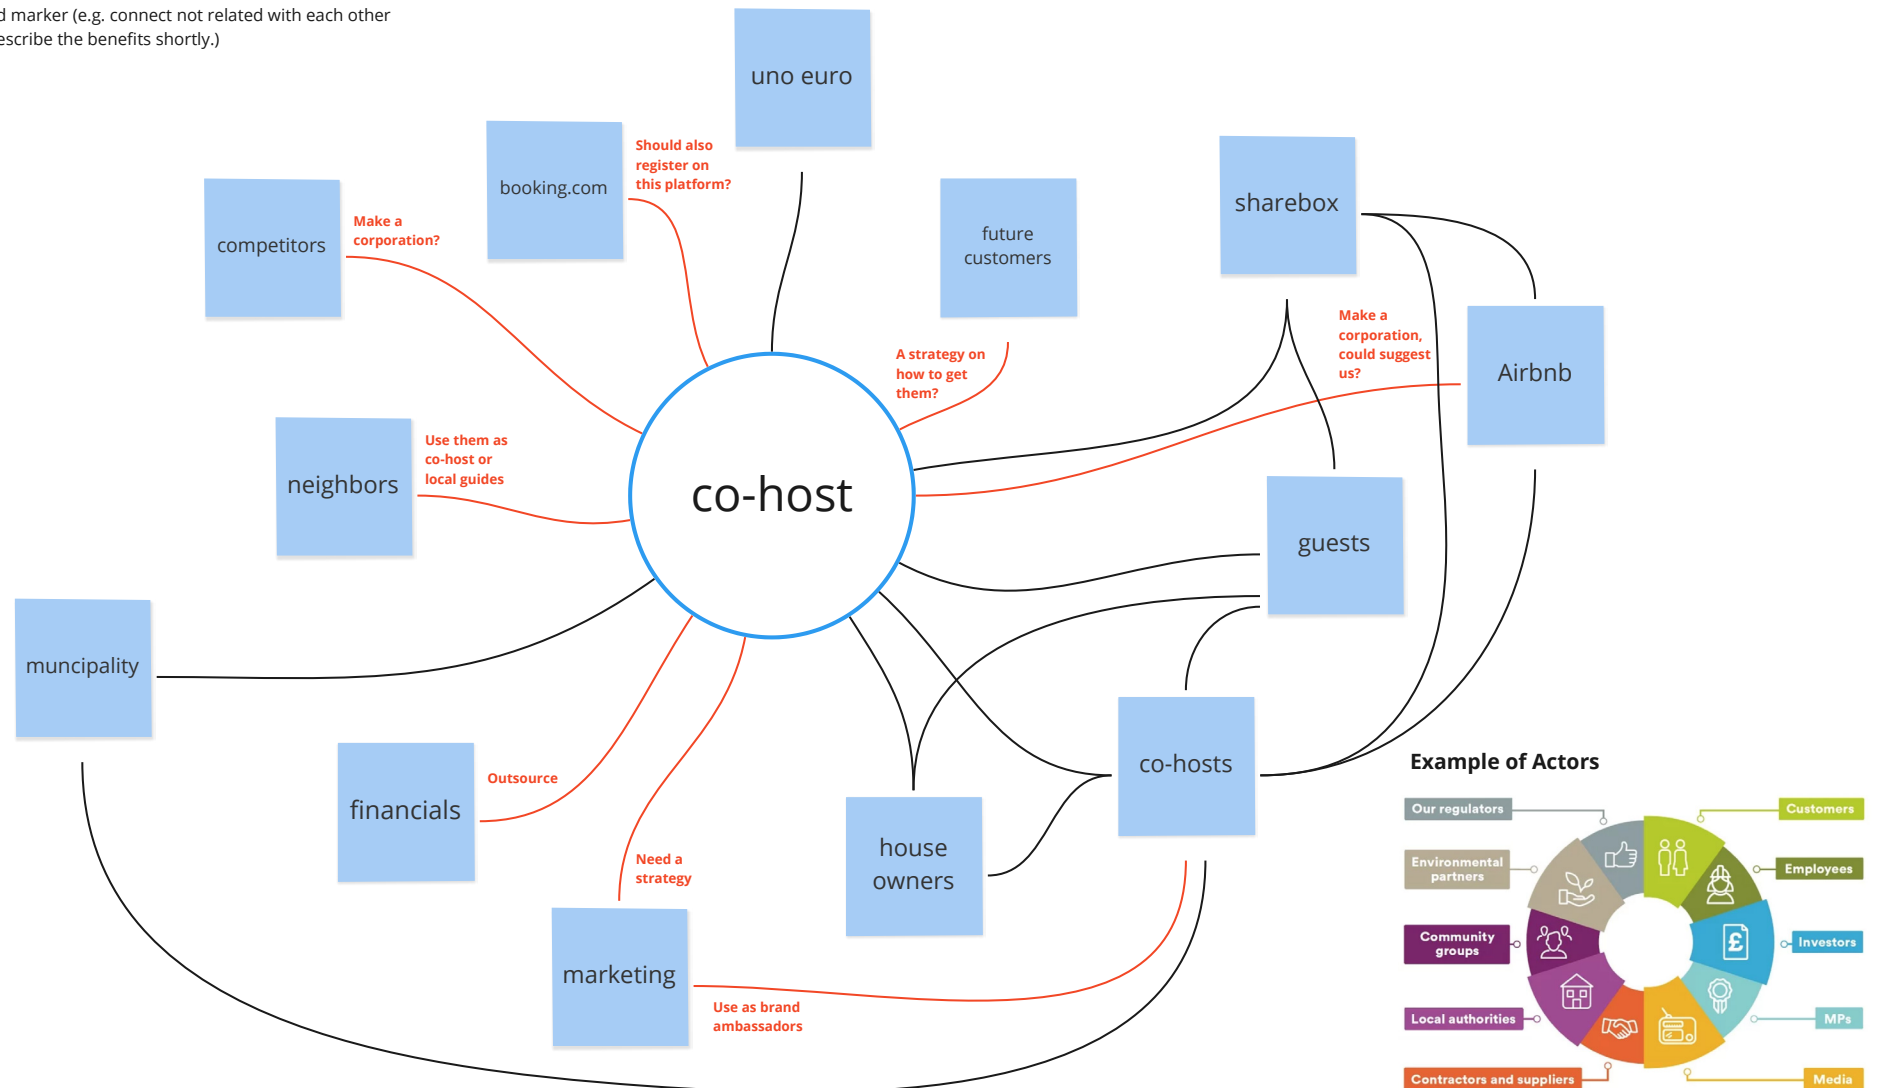 d marker (e.g. connect not related with each other
escribe the benefits shortly.)
uno euro
booking.com
Should also
register on
this platform?
competitors
Make a
corporation?
future
customers
A strategy on
how to get
them?
sharebox
Make a
corporation,
could suggest
us?
Airbnb
neighbors
Use them as
co-host or
local guides
co-host
guests
muncipality
financials
Outsource
Need a
strategy
marketing
Use as brand
ambassadors
house
owners
co-hosts
Example of Actors
Our regulators
Customers
Environmental
partners
Employees
Community
groups
£
Investors
Local authorities
MPs
Contractors and suppliers
Media